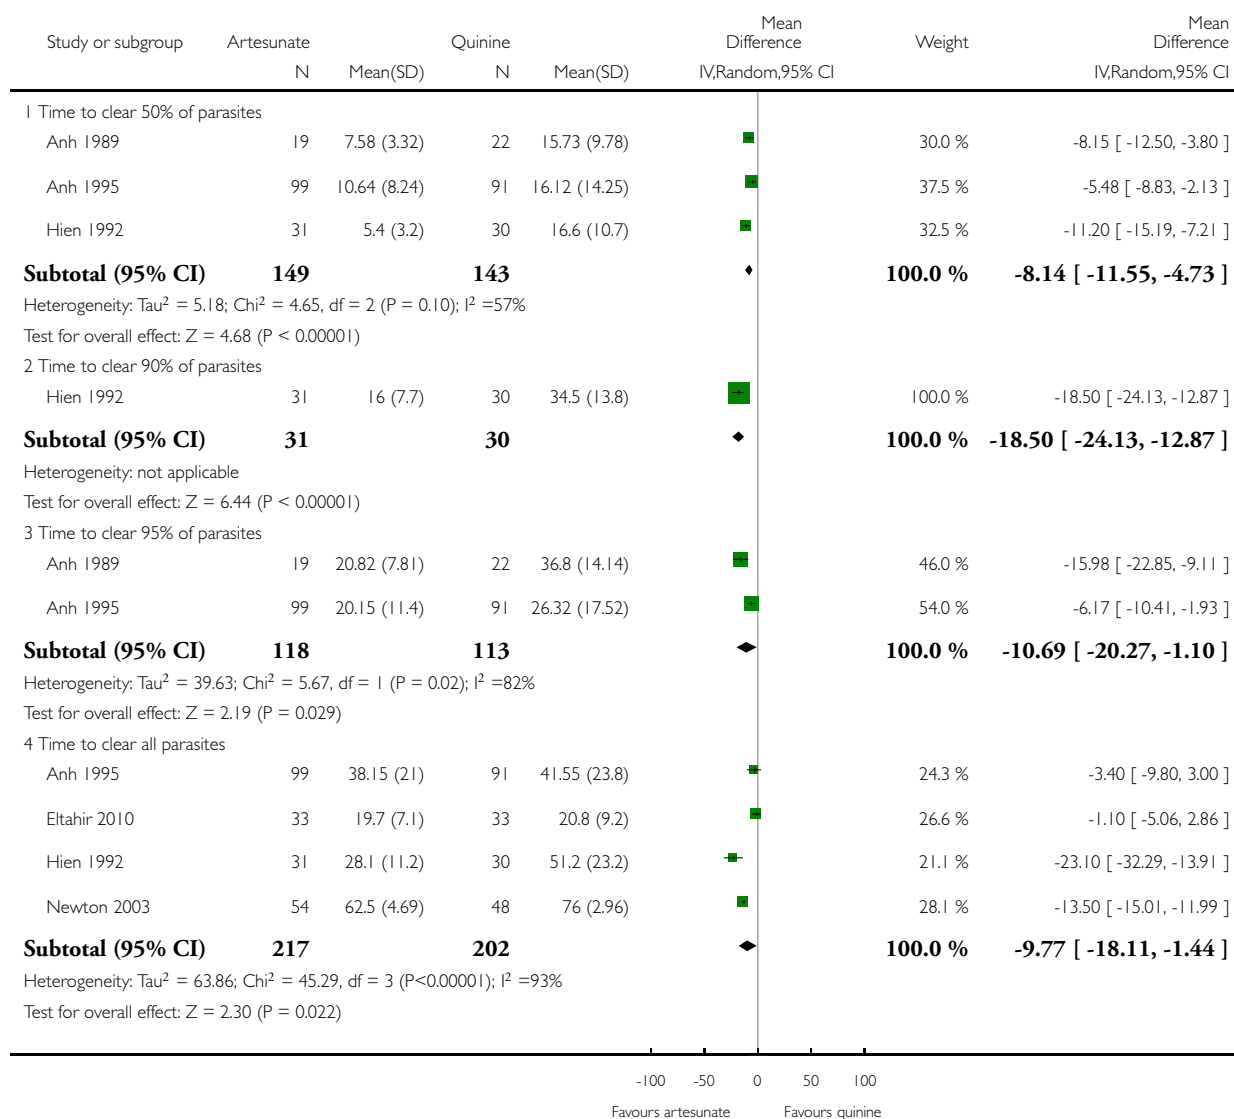 Mean Mean
Study or subgroup Artesunate Quinine Difference Weight Difference
N Mean(SD) N Mean(SD) IV,Random,95% CI IV,Random,95% CI
1 Time to clear 50% of parasites
Anh 1989 19 7.58 (3.32) 22 15.73 (9.78) 30.0 % -8.15 [ -12.50, -3.80 ]
Anh 1995 99 10.64 (8.24) 91 16.12 (14.25) 37.5 % -5.48 [ -8.83, -2.13 ]
Hien 1992 31 5.4 (3.2) 30 16.6 (10.7) 32.5 % -11.20 [ -15.19, -7.21 ]
Subtotal (95% CI) 149 143 100.0 % -8.14 [ -11.55, -4.73 ]
Heterogeneity: Tau² = 5.18; Chi² = 4.65, df = 2 (P = 0.10); I² =57%
Test for overall effect: Z = 4.68 (P < 0.00001)
2 Time to clear 90% of parasites
Hien 1992 31 16 (7.7) 30 34.5 (13.8) 100.0 % -18.50 [ -24.13, -12.87 ]
Subtotal (95% CI) 31 30 100.0 % -18.50 [ -24.13, -12.87 ]
Heterogeneity: not applicable
Test for overall effect: Z = 6.44 (P < 0.00001)
3 Time to clear 95% of parasites
Anh 1989 19 20.82 (7.81) 22 36.8 (14.14) 46.0 % -15.98 [ -22.85, -9.11 ]
Anh 1995 99 20.15 (11.4) 91 26.32 (17.52) 54.0 % -6.17 [ -10.41, -1.93 ]
Subtotal (95% CI) 118 113 100.0 % -10.69 [ -20.27, -1.10 ]
Heterogeneity: Tau² = 39.63; Chi² = 5.67, df = 1 (P = 0.02); I² =82%
Test for overall effect: Z = 2.19 (P = 0.029)
4 Time to clear all parasites
Anh 1995 99 38.15 (21) 91 41.55 (23.8) 24.3 % -3.40 [ -9.80, 3.00 ]
Eltahir 2010 33 19.7 (7.1) 33 20.8 (9.2) 26.6 % -1.10 [ -5.06, 2.86 ]
Hien 1992 31 28.1 (11.2) 30 51.2 (23.2) 21.1 % -23.10 [ -32.29, -13.91 ]
Newton 2003 54 62.5 (4.69) 48 76 (2.96) 28.1 % -13.50 [ -15.01, -11.99 ]
Subtotal (95% CI) 217 202 100.0 % -9.77 [ -18.11, -1.44 ]
Heterogeneity: Tau² = 63.86; Chi² = 45.29, df = 3 (P<0.00001); I² =93%
Test for overall effect: Z = 2.30 (P = 0.022)
-100 -50 0 50 100
Favours artesunate Favours quinine